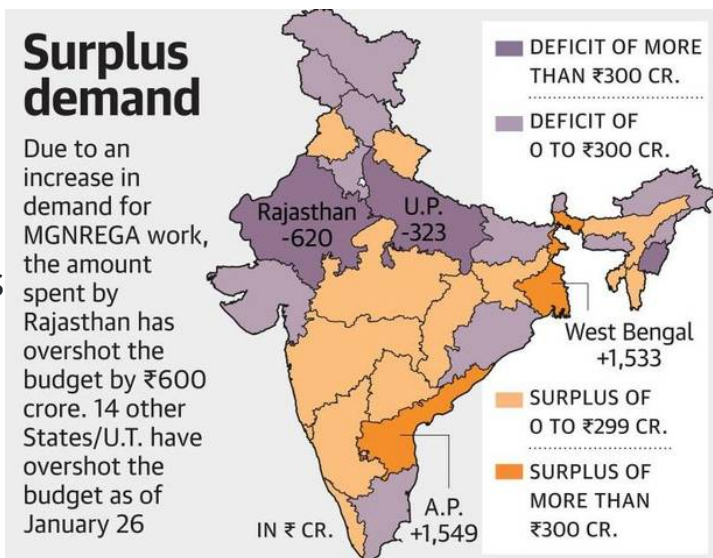 Surplus
demand
Due to an
increase in
demand for
MGNREGA work,
the amount
spent by
Rajasthan has
overshot the
budget by ₹600
crore. 14 other
States/U.T. have
overshot the
budget as of
January 26
s
Rajasthan
-620
U.P.
-323
West Bengal
+1,533
A.P.
+1,549
IN ₹ CR.
DEFICIT OF MORE
THAN ₹300 CR.
DEFICIT OF
0 TO ₹300 CR.
SURPLUS OF
0 TO ₹299 CR.
SURPLUS OF
MORE THAN
₹300 CR.